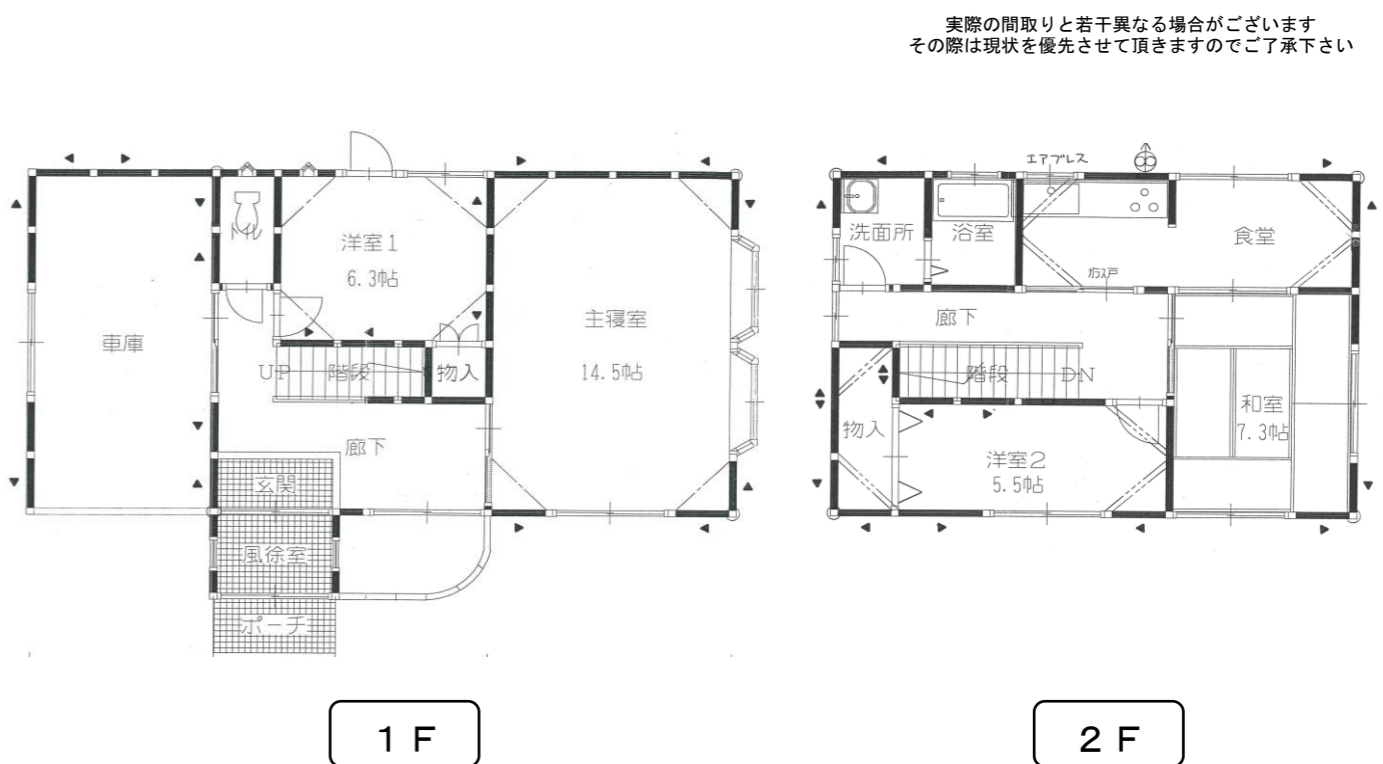 実際の間取りと若干異なる場合がございます
その際は現状を優先させて頂きますのでご了承下さい
トイレ
洋室1
6.3帖
車庫
主寝室
14.5帖
UP 階段
物入
廊下
玄関
風徐室
ポーチ
1F
エアブレス
洗面所
浴室
食堂
ガラス戸
廊下
階段 DN
物入
洋室2
5.5帖
和室
7.3帖
2F